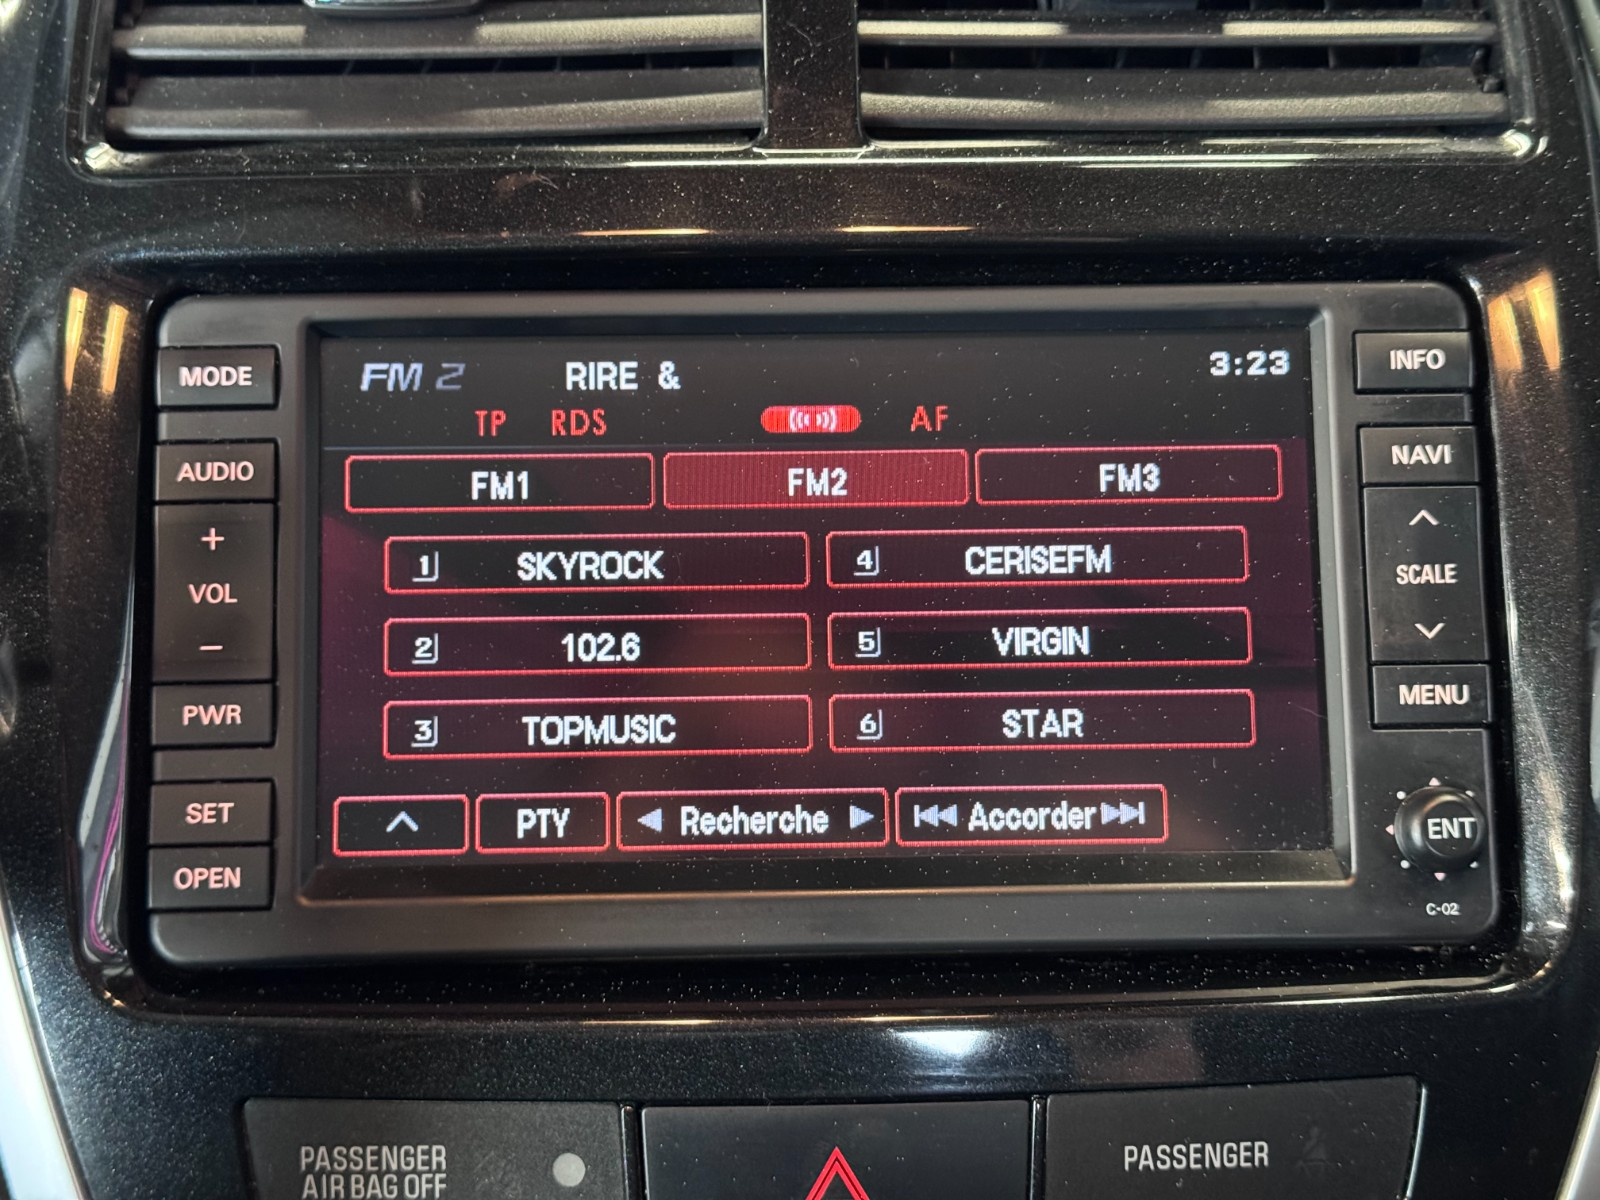 MODE
AUDIO
+
VOL
−
PWR
SET
OPEN
FM 2 RIRE & 3:23
TP RDS AF
FM1 FM2 FM3
1 SKYROCK 4 CERISEFM
2 102.6 5 VIRGIN
3 TOPMUSIC 6 STAR
PTY Recherche Accorder
INFO
NAVI
SCALE
MENU
ENT
C-02
PASSENGER
AIR BAG OFF
PASSENGER